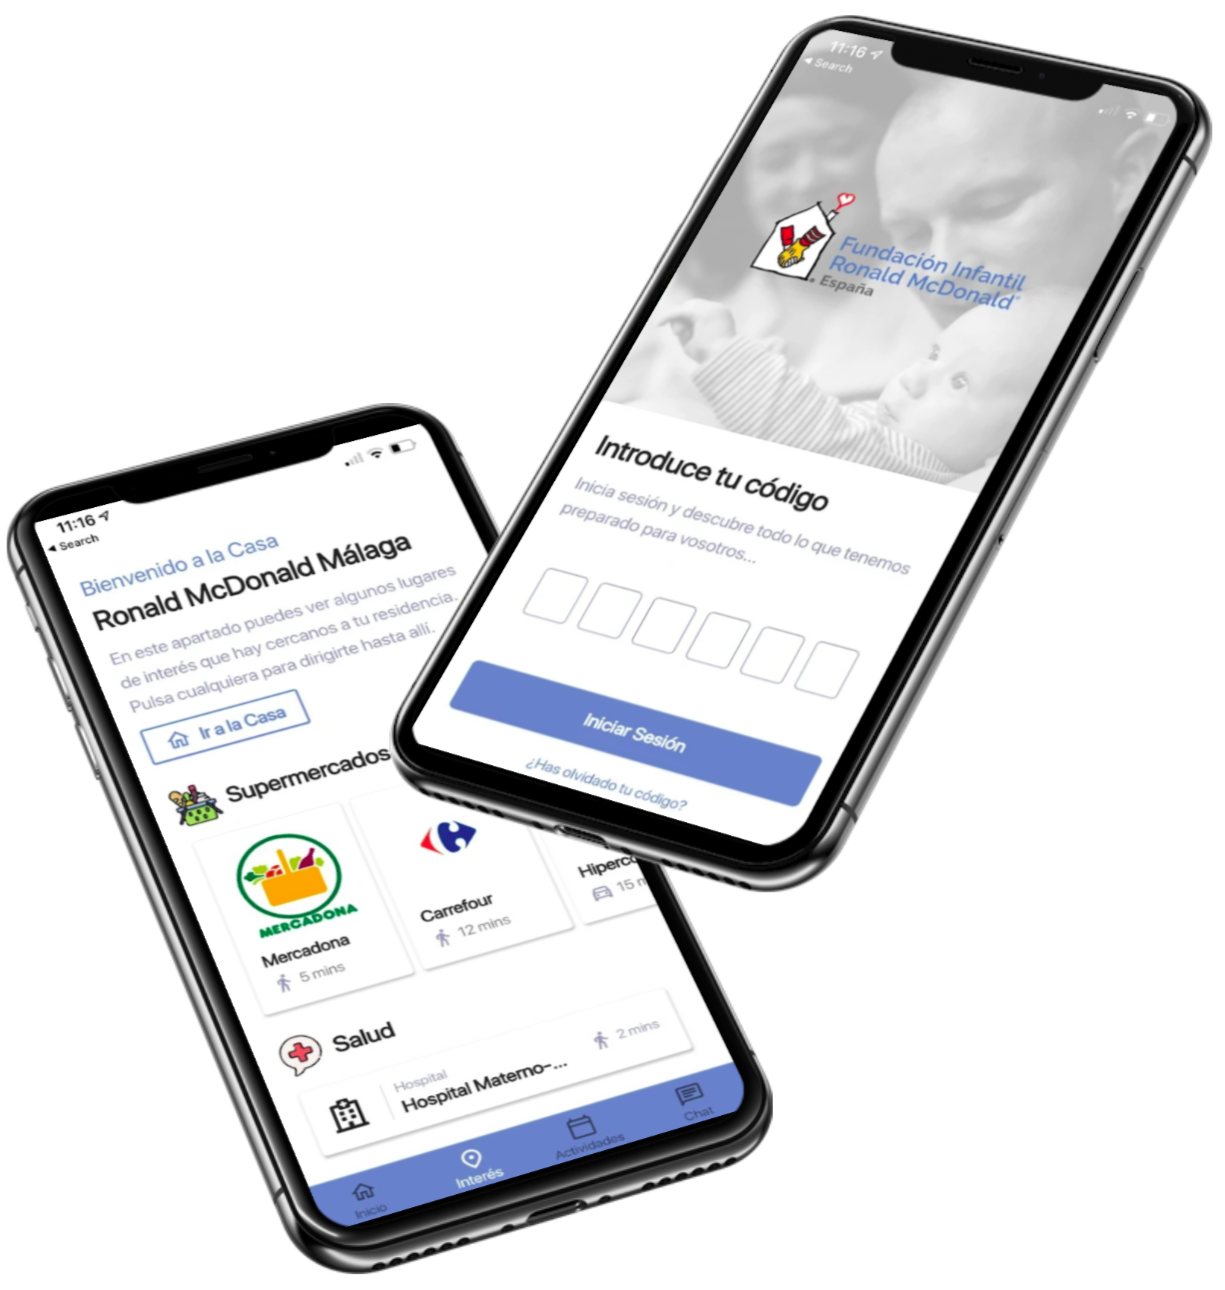 11:16
Search
Fundación Infantil
Ronald McDonald®
España
Introduce tu código
Inicia sesión y descubre todo lo que tenemos
preparado para vosotros...
Iniciar Sesión
¿Has olvidado tu código?
11:16
Search
Bienvenido a la Casa
Ronald McDonald Málaga
En este apartado puedes ver algunos lugares
de interés que hay cercanos a tu residencia.
Pulsa cualquiera para dirigirte hasta allí.
Ir a la Casa
Supermercados
MERCADONA
Mercadona
5 mins
Carrefour
12 mins
15
Salud
Hospital
Hospital Materno-...
2 mins
Inicio
Interés
Actividades
Chat